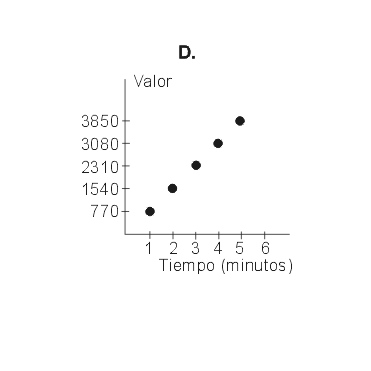 D.
Valor
3850
3080
2310
1540
770
1 2 3 4 5 6
Tiempo (minutos)